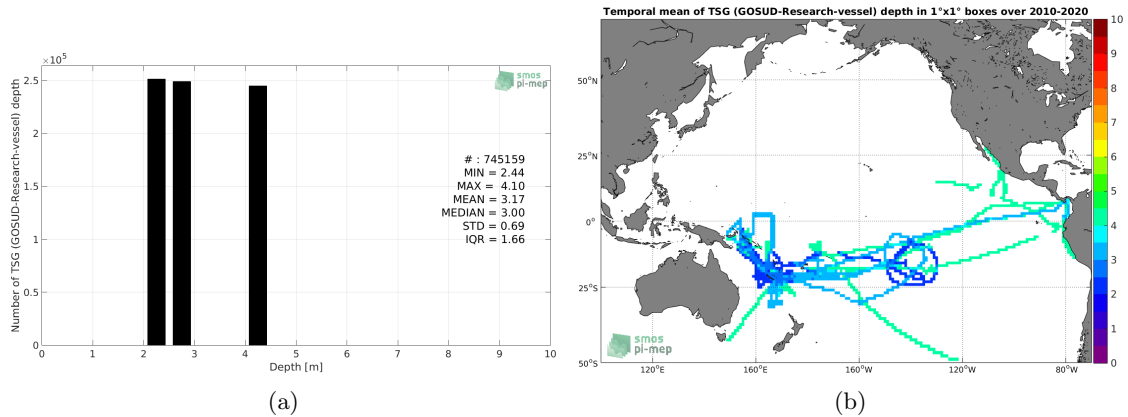 ×10⁵
2.5
2
1.5
1
0.5
0
Number of TSG (GOSUD-Research-vessel) depth
0 1 2 3 4 5 6 7 8 9 10
Depth [m]
smos
pi-mep
# : 745159
MIN = 2.44
MAX = 4.10
MEAN = 3.17
MEDIAN = 3.00
STD = 0.69
IQR = 1.66
(a)
Temporal mean of TSG (GOSUD-Research-vessel) depth in 1°x1° boxes over 2010-2020
50°N
25°N
0°
25°S
50°S
120°E 160°E 160°W 120°W 80°W
smos
pi-mep
10
9
8
7
6
5
4
3
2
1
0
(b)